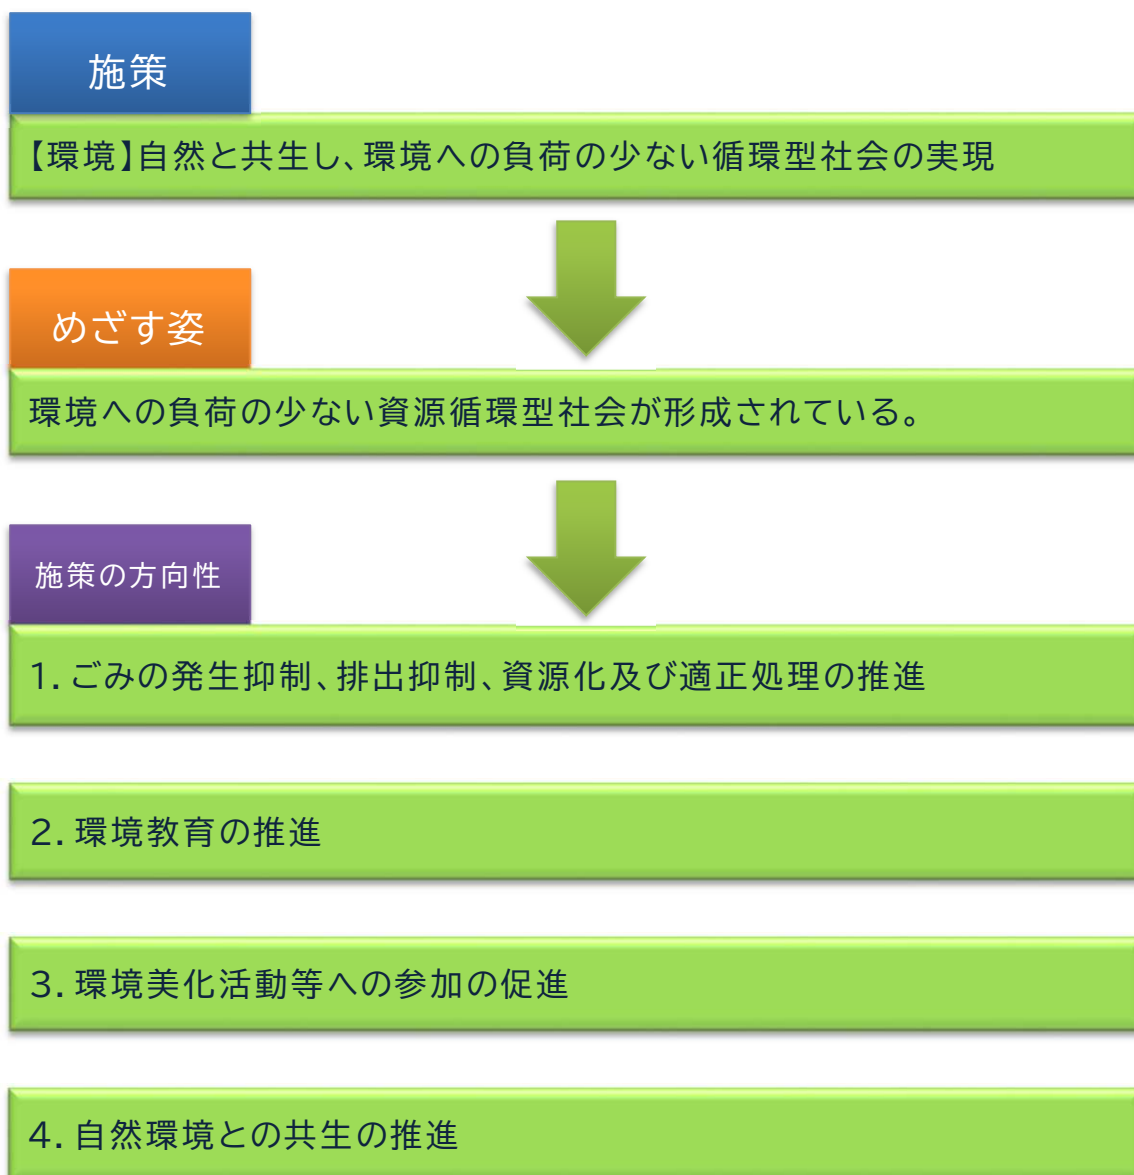 施策
【環境】自然と共生し、環境への負荷の少ない循環型社会の実現
めざす姿
環境への負荷の少ない資源循環型社会が形成されている。
施策の方向性
1. ごみの発生抑制、排出抑制、資源化及び適正処理の推進
2. 環境教育の推進
3. 環境美化活動等への参加の促進
4. 自然環境との共生の推進